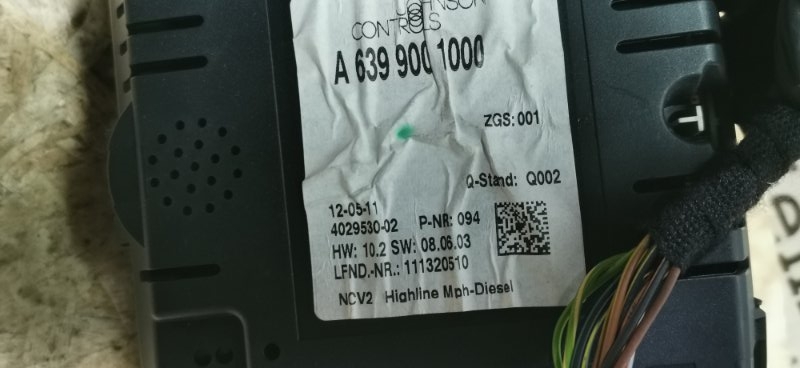 JOHNSON
CONTROLS
A 639 900 1000
ZGS: 001
Q-Stand: Q002
12-05-11
4029530-02 P-NR: 094
HW: 10.2 SW: 08.06.03
LFND.-NR.: 111320510
NCV2 Highline Mph-Diesel